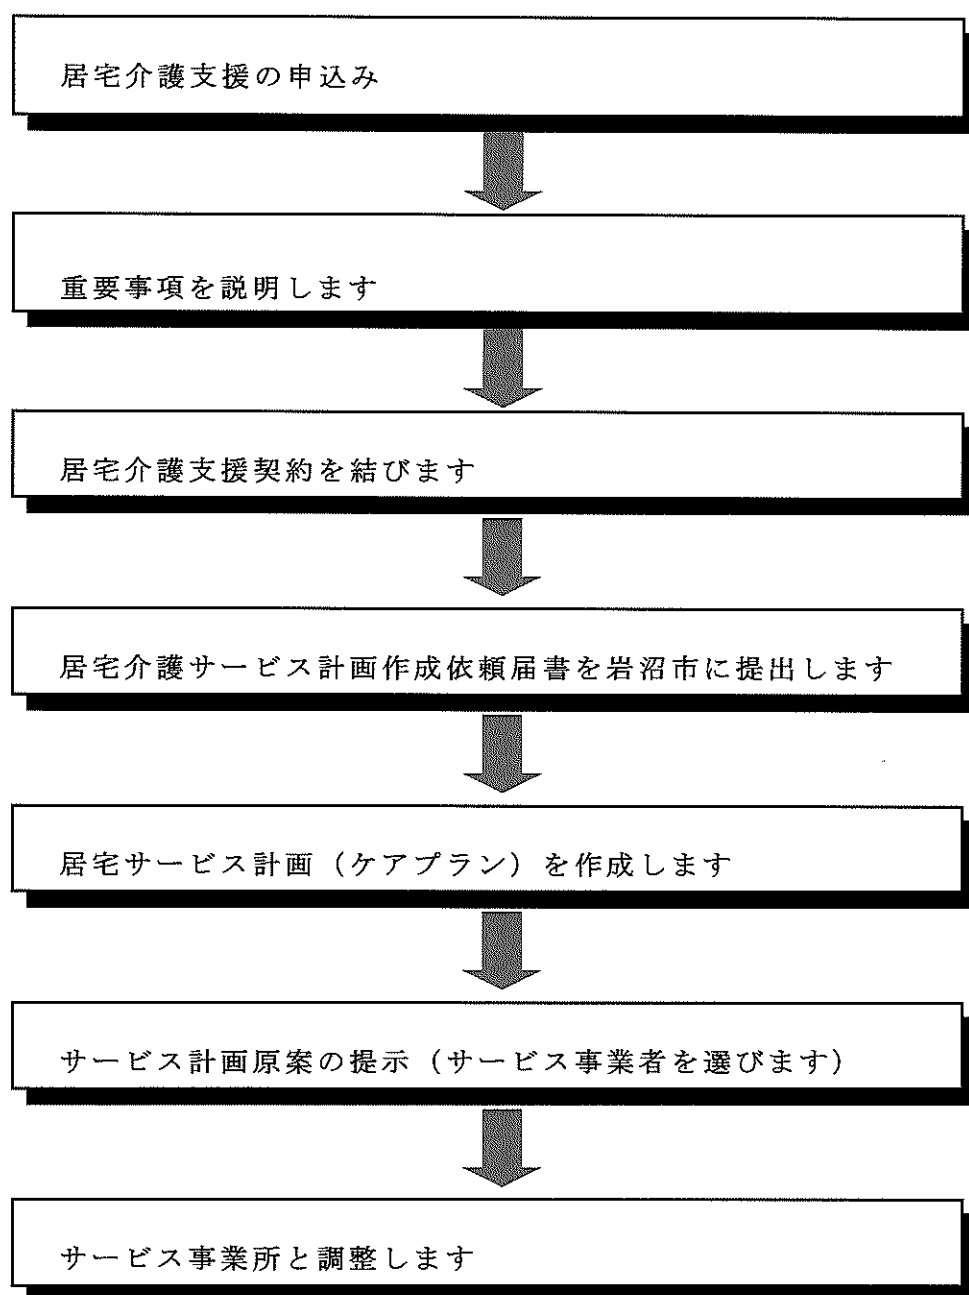 居宅介護支援の申込み
重要事項を説明します
居宅介護支援契約を結びます
居宅介護サービス計画作成依頼届書を岩沼市に提出します
居宅サービス計画（ケアプラン）を作成します
サービス計画原案の提示（サービス事業者を選びます）
サービス事業所と調整します